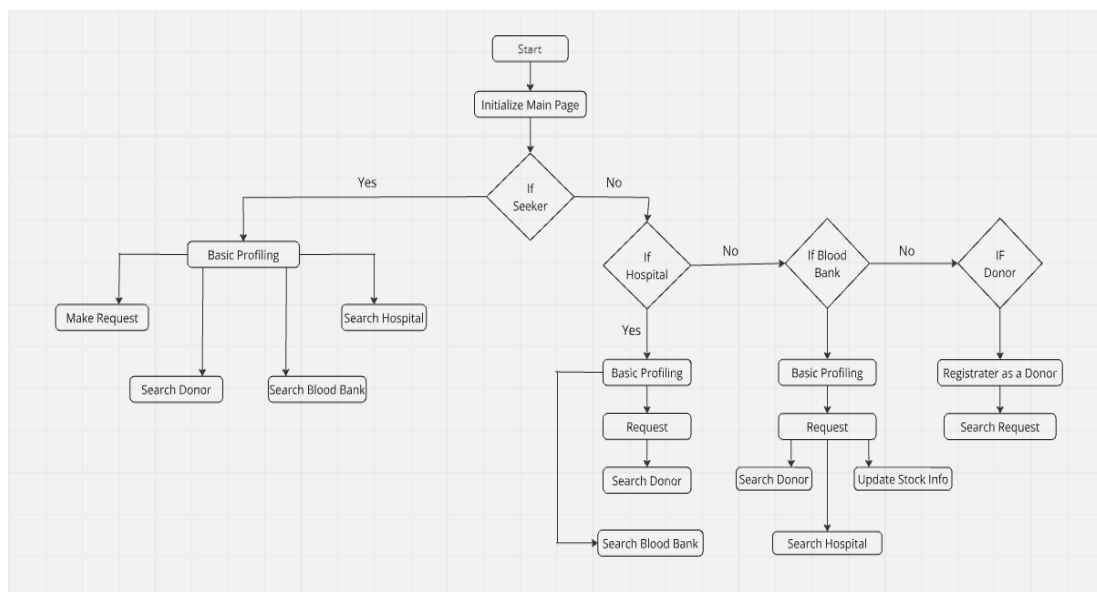 Start
Initialize Main Page
If
Seeker
Yes
No
Basic Profiling
Make Request
Search Donor
Search Blood Bank
Search Hospital
If
Hospital
No
If Blood
Bank
No
IF
Donor
Yes
Basic Profiling
Request
Search Donor
Search Blood Bank
Basic Profiling
Request
Search Donor
Update Stock Info
Search Hospital
Registrater as a Donor
Search Request